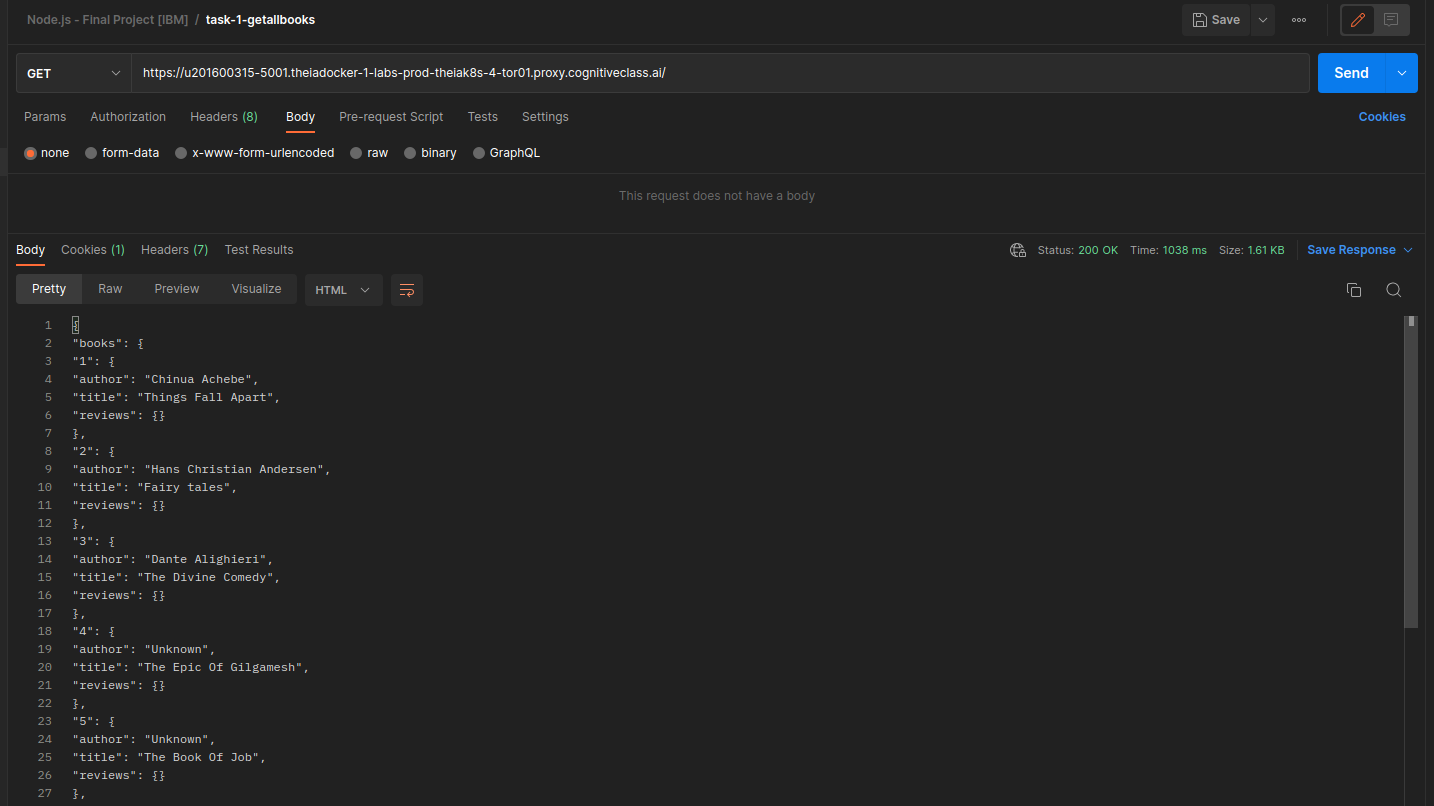 Node.js - Final Project [IBM] / task-1-getallbooks
Save
GET
https://u201600315-5001.theiadocker-1-labs-prod-theiak8s-4-tor01.proxy.cognitiveclass.ai/
Send
Params Authorization Headers (8) Body Pre-request Script Tests Settings Cookies
none form-data x-www-form-urlencoded raw binary GraphQL
This request does not have a body
Body Cookies (1) Headers (7) Test Results Status: 200 OK Time: 1038 ms Size: 1.61 KB Save Response
Pretty Raw Preview Visualize HTML
1 {
2 "books": {
3 "1": {
4 "author": "Chinua Achebe",
5 "title": "Things Fall Apart",
6 "reviews": {}
7 },
8 "2": {
9 "author": "Hans Christian Andersen",
10 "title": "Fairy tales",
11 "reviews": {}
12 },
13 "3": {
14 "author": "Dante Alighieri",
15 "title": "The Divine Comedy",
16 "reviews": {}
17 },
18 "4": {
19 "author": "Unknown",
20 "title": "The Epic Of Gilgamesh",
21 "reviews": {}
22 },
23 "5": {
24 "author": "Unknown",
25 "title": "The Book Of Job",
26 "reviews": {}
27 },